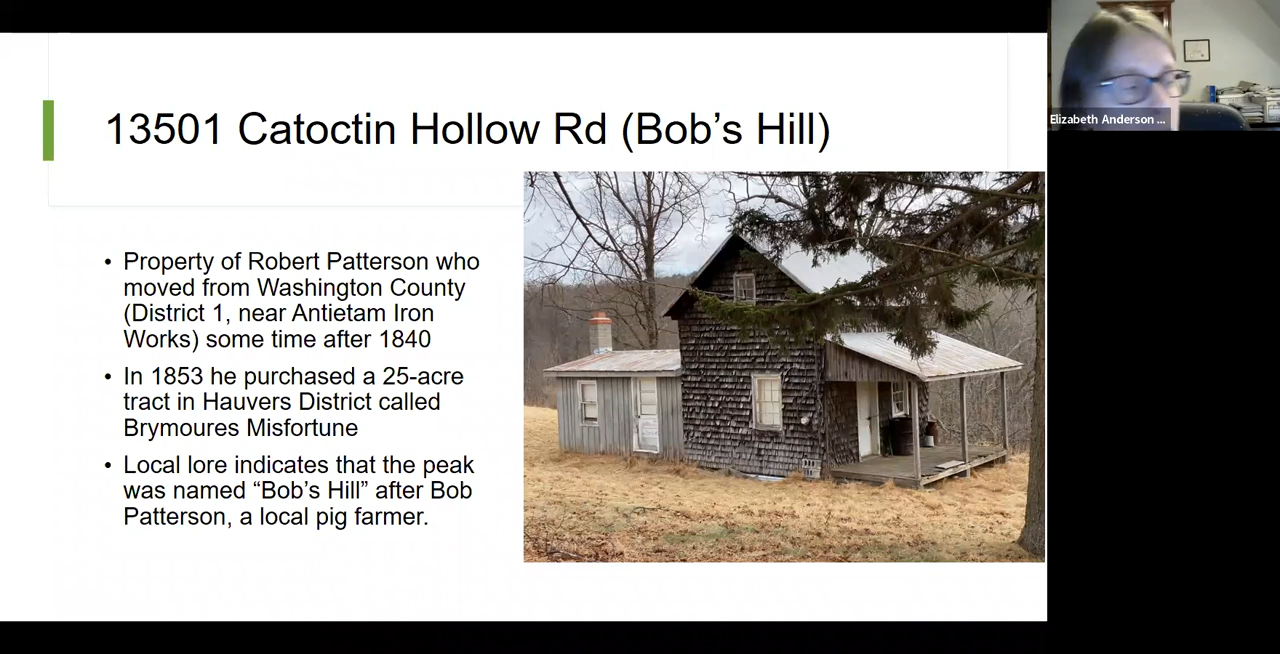 13501 Catoctin Hollow Rd (Bob’s Hill)
• Property of Robert Patterson who
moved from Washington County
(District 1, near Antietam Iron
Works) some time after 1840
• In 1853 he purchased a 25-acre
tract in Hauvers District called
Brymoures Misfortune
• Local lore indicates that the peak
was named “Bob’s Hill” after Bob
Patterson, a local pig farmer.
Elizabeth Anderson ...